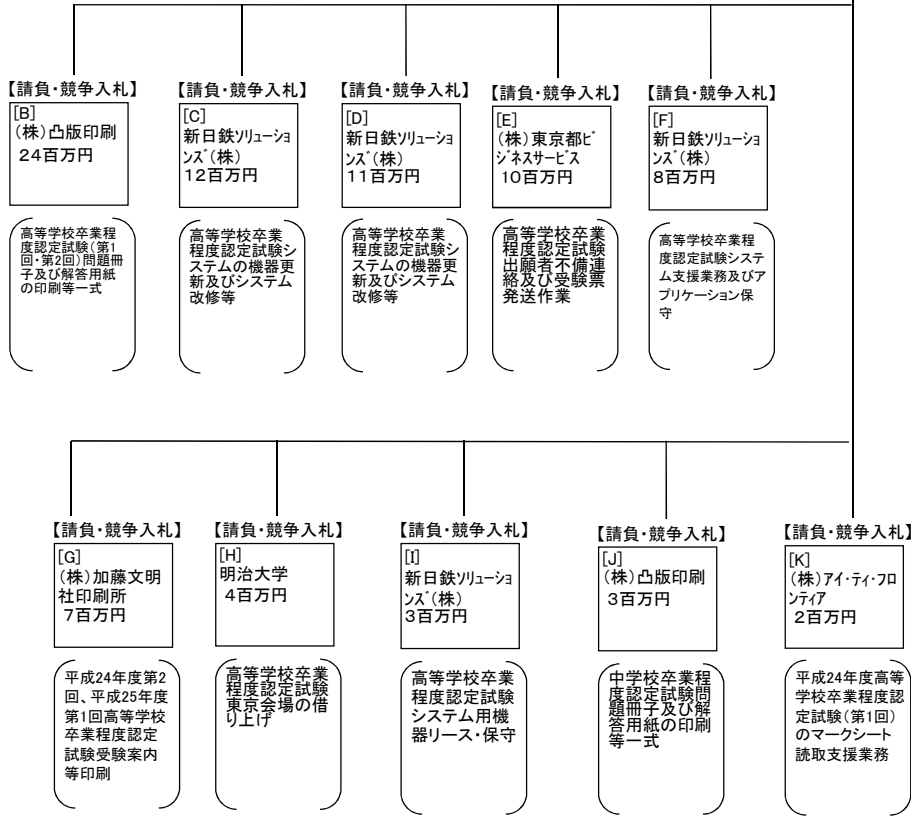 【請負・競争入札】
[B]
(株)凸版印刷
24百万円
高等学校卒業程
度認定試験(第1
回・第2回)問題冊
子及び解答用紙
の印刷等一式
【請負・競争入札】
[C]
新日鉄ソリューショ
ンズ(株)
12百万円
高等学校卒業
程度認定試験シ
ステムの機器更
新及びシステム
改修等
【請負・競争入札】
[D]
新日鉄ソリューショ
ンズ(株)
11百万円
高等学校卒業
程度認定試験シ
ステムの機器更
新及びシステム
改修等
【請負・競争入札】
[E]
(株)東京都ビ
ジネスサービス
10百万円
高等学校卒業
程度認定試験
出願者不備連
絡及び受験票
発送作業
【請負・競争入札】
[F]
新日鉄ソリューショ
ンズ(株)
8百万円
高等学校卒業程
度認定試験システ
ム支援業務及びア
プリケーション保
守
【請負・競争入札】
[G]
(株)加藤文明
社印刷所
7百万円
平成24年度第2
回、平成25年度
第1回高等学校
卒業程度認定
試験受験案内
等印刷
【請負・競争入札】
[H]
明治大学
4百万円
高等学校卒業
程度認定試験
東京会場の借
り上げ
【請負・競争入札】
[I]
新日鉄ソリューショ
ンズ(株)
3百万円
高等学校卒業
程度認定試験
システム用機
器リース・保守
【請負・競争入札】
[J]
(株)凸版印刷
3百万円
中学校卒業程
度認定試験問
題冊子及び解
答用紙の印刷
等一式
【請負・競争入札】
[K]
(株)アイ・ティ・フロ
ンティア
2百万円
平成24年度高等
学校卒業程度認
定試験(第1回)
のマークシート
読取支援業務